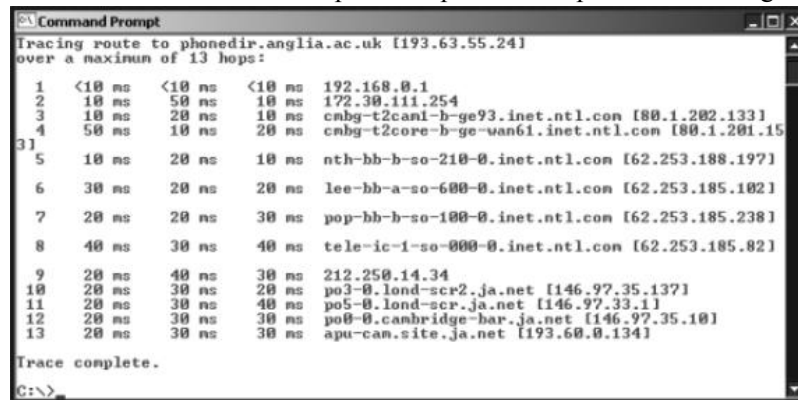 Command Prompt
Tracing route to phonedir.anglia.ac.uk [193.63.55.24]
over a maximum of 13 hops:
1 <10 ms <10 ms <10 ms 192.168.0.1
2 10 ms 50 ms 10 ms 172.30.111.254
3 10 ms 20 ms 10 ms cmbg-t2cam1-b-ge93.inet.ntl.com [80.1.202.133]
4 50 ms 10 ms 20 ms cmbg-t2core-b-ge-wan61.inet.ntl.com [80.1.201.15
3]
5 10 ms 20 ms 10 ms nth-bb-b-so-210-0.inet.ntl.com [62.253.188.197]
6 30 ms 20 ms 20 ms lee-bb-a-so-600-0.inet.ntl.com [62.253.185.102]
7 20 ms 20 ms 30 ms pop-bb-b-so-100-0.inet.ntl.com [62.253.185.238]
8 40 ms 30 ms 40 ms tele-ic-1-so-000-0.inet.ntl.com [62.253.185.82]
9 20 ms 40 ms 30 ms 212.250.14.34
10 20 ms 30 ms 20 ms po3-0.lond-scr2.ja.net [146.97.35.137]
11 20 ms 30 ms 40 ms po5-0.lond-scr.ja.net [146.97.33.1]
12 20 ms 30 ms 30 ms po0-0.cambridge-bar.ja.net [146.97.35.10]
13 20 ms 30 ms 30 ms apu-cam.site.ja.net [193.60.0.134]
Trace complete.
C:\>_